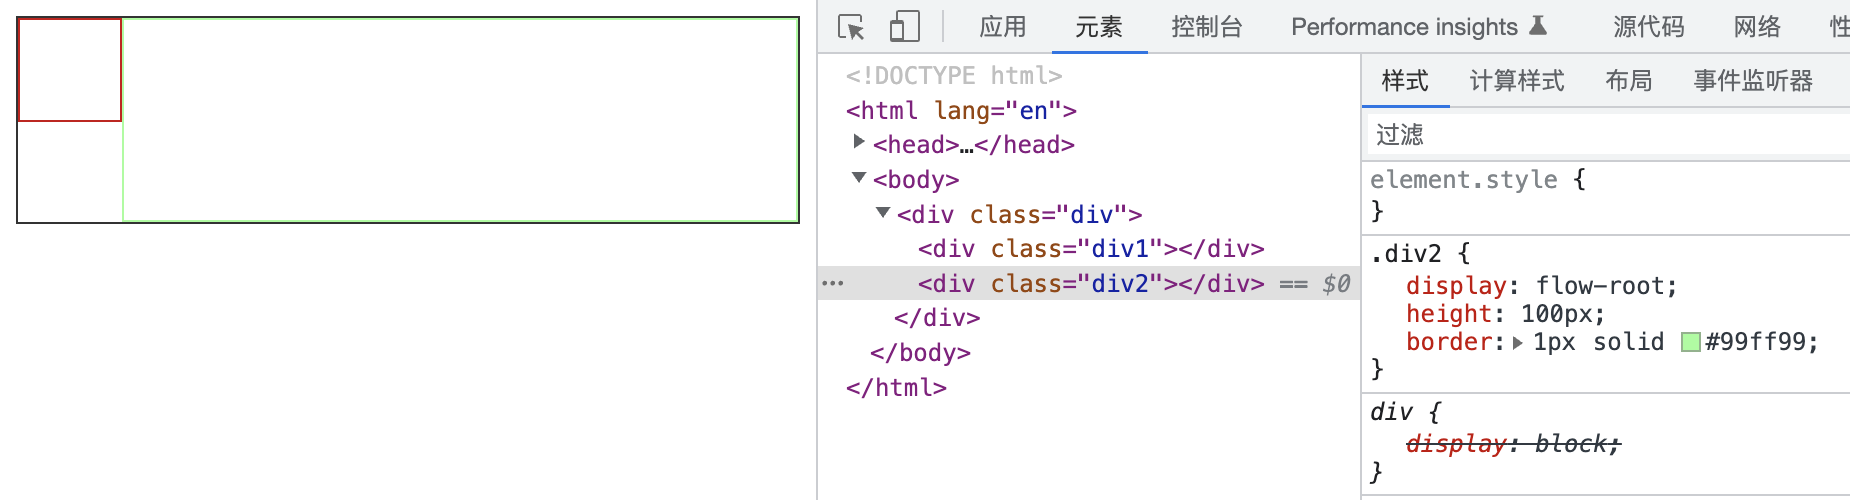 应用 元素 控制台 Performance insights 源代码 网络 性
<!DOCTYPE html>
<html lang="en">
<head>…</head>
<body>
<div class="div">
<div class="div1"></div>
<div class="div2"></div> == $0
</div>
</body>
</html>
样式 计算样式 布局 事件监听器
过滤
element.style {
}
.div2 {
display: flow-root;
height: 100px;
border: 1px solid #99ff99;
}
div {
display: block;
}